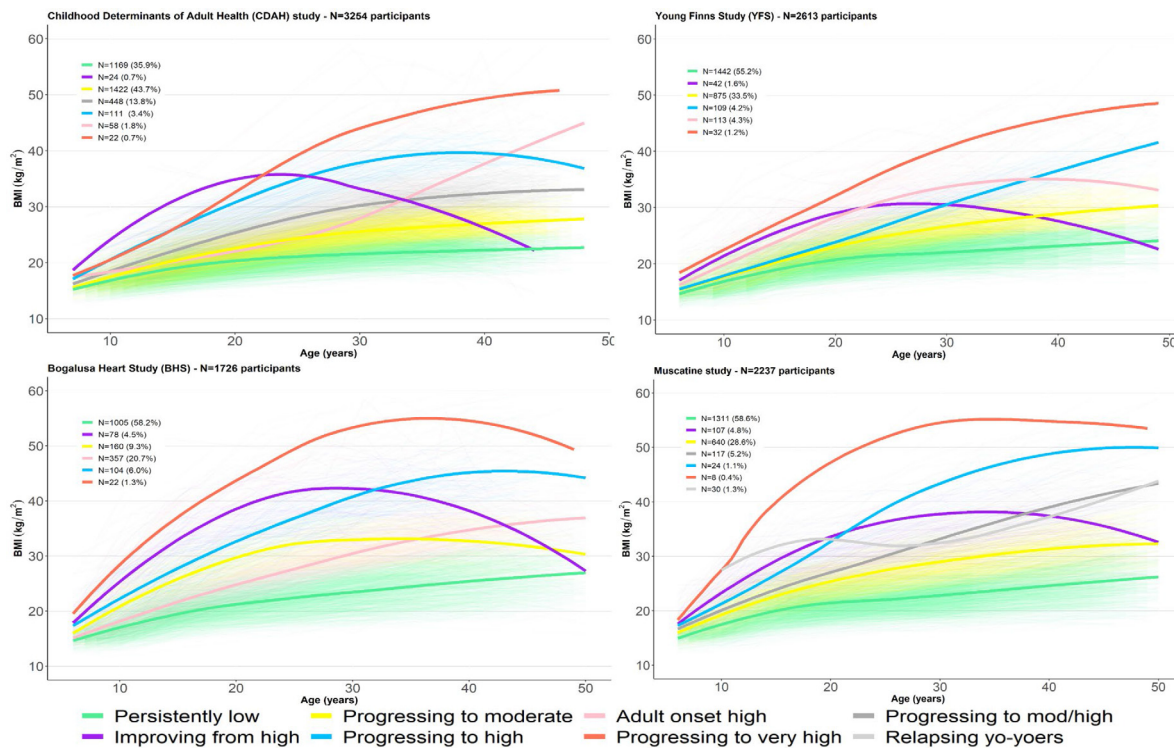 Childhood Determinants of Adult Health (CDAH) study - N=3254 participants
60
50
40
30
20
10
BMI (kg/m²)
N=1169 (35.9%)
N=24 (0.7%)
N=1422 (43.7%)
N=448 (13.8%)
N=111 (3.4%)
N=58 (1.8%)
N=22 (0.7%)
10
20
30
40
50
Age (years)
Young Finns Study (YFS) - N=2613 participants
60
50
40
30
20
10
BMI (kg/m²)
N=1442 (55.2%)
N=42 (1.6%)
N=875 (33.5%)
N=109 (4.2%)
N=113 (4.3%)
N=32 (1.2%)
10
20
30
40
50
Age (years)
Bogalusa Heart Study (BHS) - N=1726 participants
60
50
40
30
20
10
BMI (kg/m²)
N=1005 (58.2%)
N=78 (4.5%)
N=160 (9.3%)
N=357 (20.7%)
N=104 (6.0%)
N=22 (1.3%)
10
20
30
40
50
Age (years)
Muscatine study - N=2237 participants
60
50
40
30
20
10
BMI (kg/m²)
N=1311 (58.6%)
N=107 (4.8%)
N=640 (28.6%)
N=117 (5.2%)
N=24 (1.1%)
N=8 (0.4%)
N=30 (1.3%)
10
20
30
40
50
Age (years)
Persistently low
Progressing to moderate
Adult onset high
Progressing to mod/high
Improving from high
Progressing to high
Progressing to very high
Relapsing yo-yoers